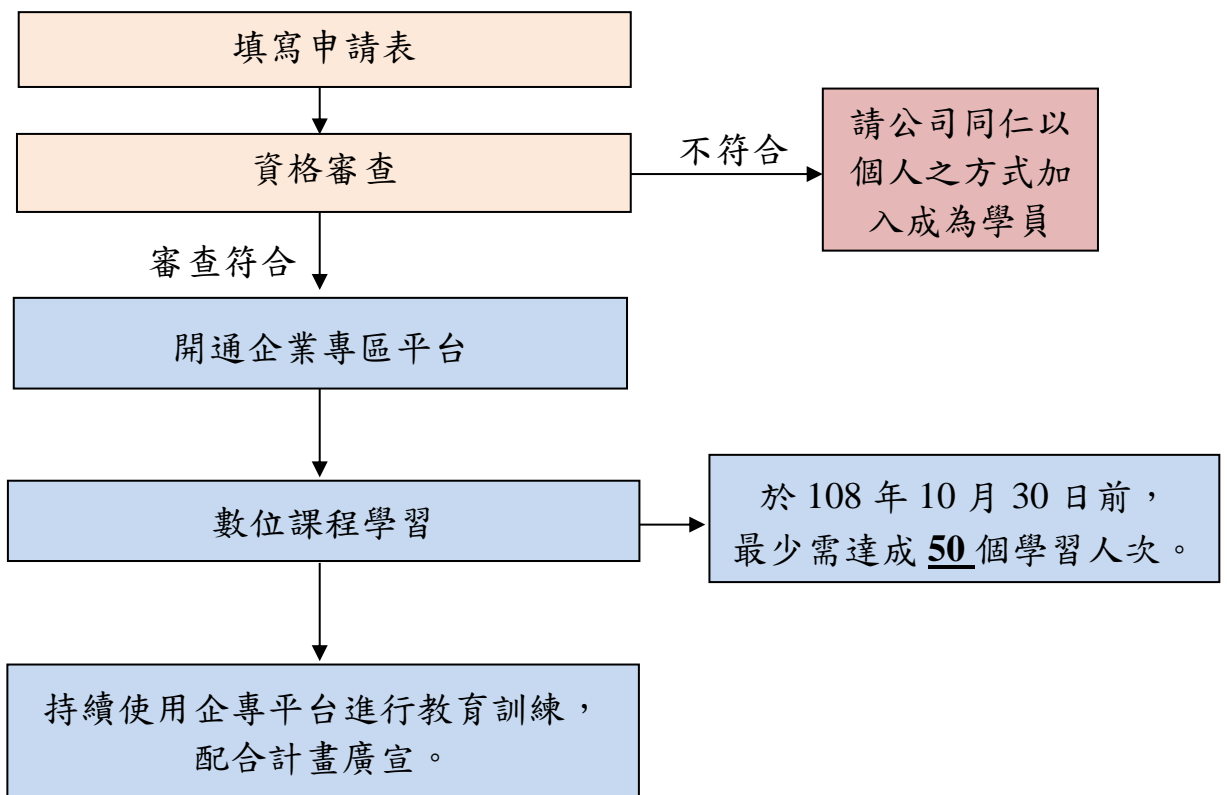 填寫申請表
資格審查
不符合
請公司同仁以
個人之方式加
入成為學員
審查符合
開通企業專區平台
數位課程學習
於 108 年 10 月 30 日前，
最少需達成 50 個學習人次。
持續使用企專平台進行教育訓練，
配合計畫廣宣。